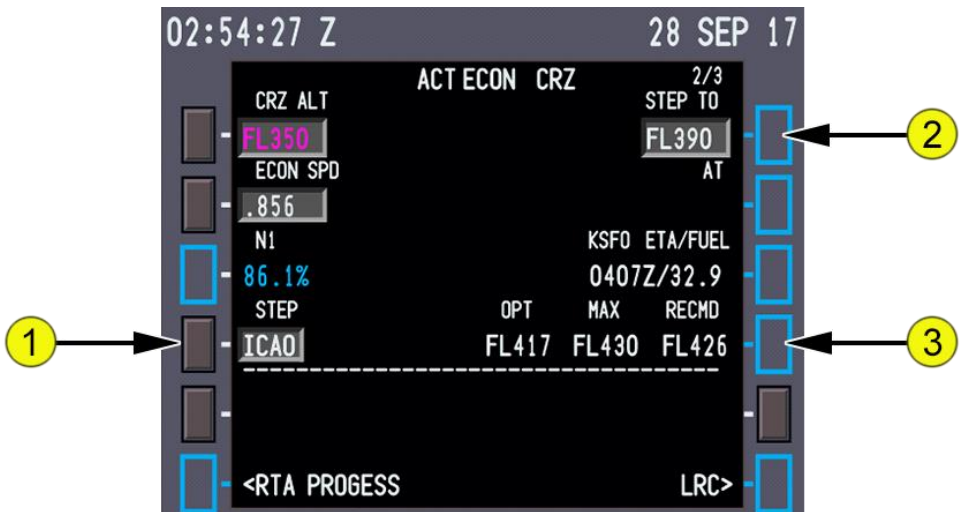 02:54:27 Z 28 SEP 17
ACT ECON CRZ 2/3
CRZ ALT STEP TO
FL350 FL390
2
ECON SPD AT
.856
N1 KSFO ETA/FUEL
86.1% 0407Z/32.9
STEP OPT MAX RECMD
1
ICAO FL417 FL430 FL426
3
<RTA PROGESS LRC>